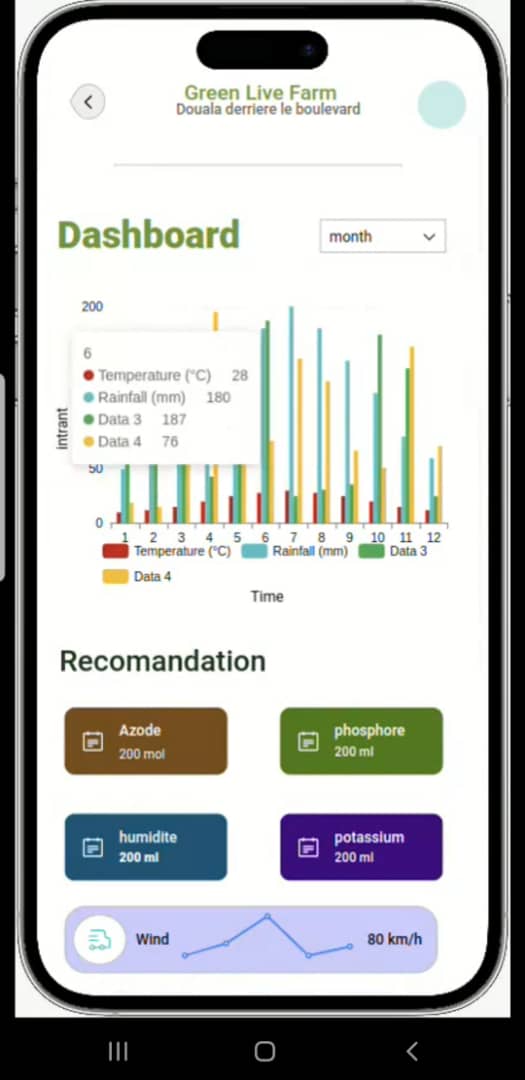 Green Live Farm
Douala derriere le boulevard
Dashboard
month
200
6
Temperature (°C) 28
Rainfall (mm) 180
Data 3 187
Data 4 76
intrant
50
0
1 2 3 4 5 6 7 8 9 10 11 12
Temperature (°C) Rainfall (mm) Data 3
Data 4
Time
Recomandation
Azode
200 mol
phosphore
200 ml
humidite
200 ml
potassium
200 ml
Wind
80 km/h